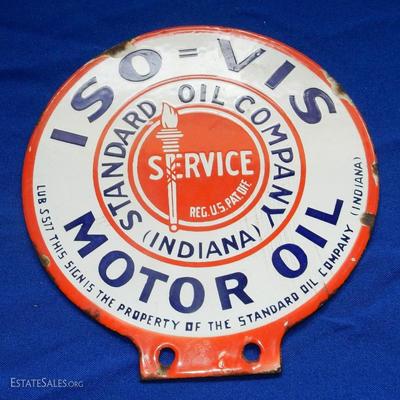 ISO=VIS
STANDARD OIL COMPANY
SERVICE
REG. U.S. PAT. OFF.
(INDIANA)
MOTOR OIL
LUB. S577 THIS SIGN IS THE PROPERTY OF THE STANDARD OIL COMPANY (INDIANA)
ESTATESALES.ORG